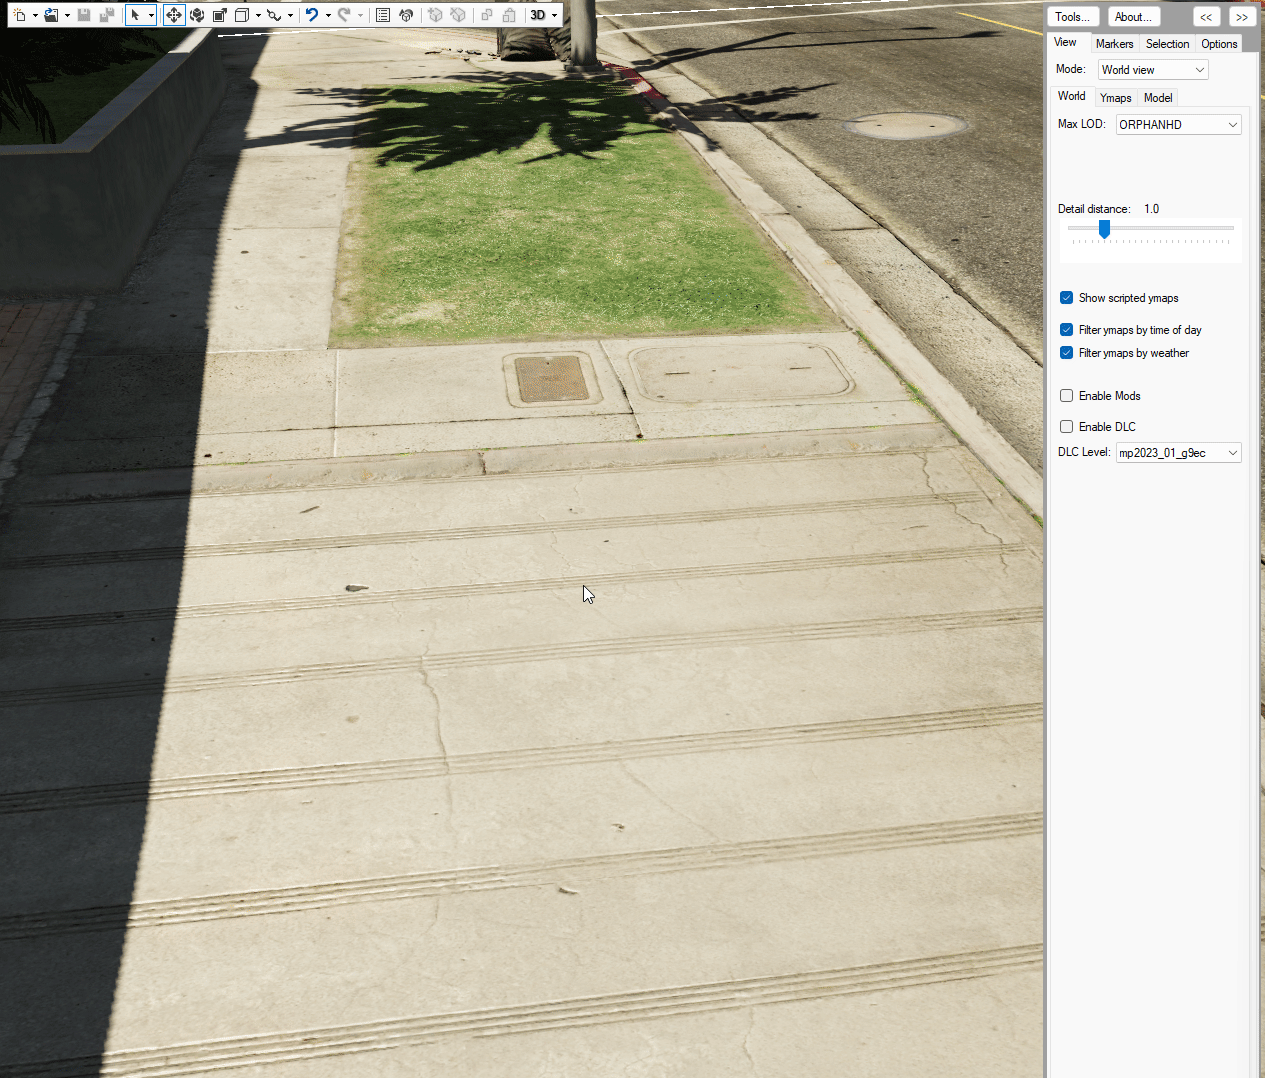 3D
Tools... About... << >>
View Markers Selection Options
Mode: World view
World Ymaps Model
Max LOD: ORPHANHD
Detail distance: 1.0
Show scripted ymaps
Filter ymaps by time of day
Filter ymaps by weather
Enable Mods
Enable DLC
DLC Level: mp2023_01_g9ec